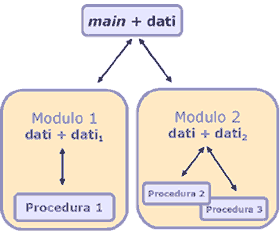 main + dati
Modulo 1
dati + dati₁
Procedura 1
Modulo 2
dati + dati₂
Procedura 2
Procedura 3